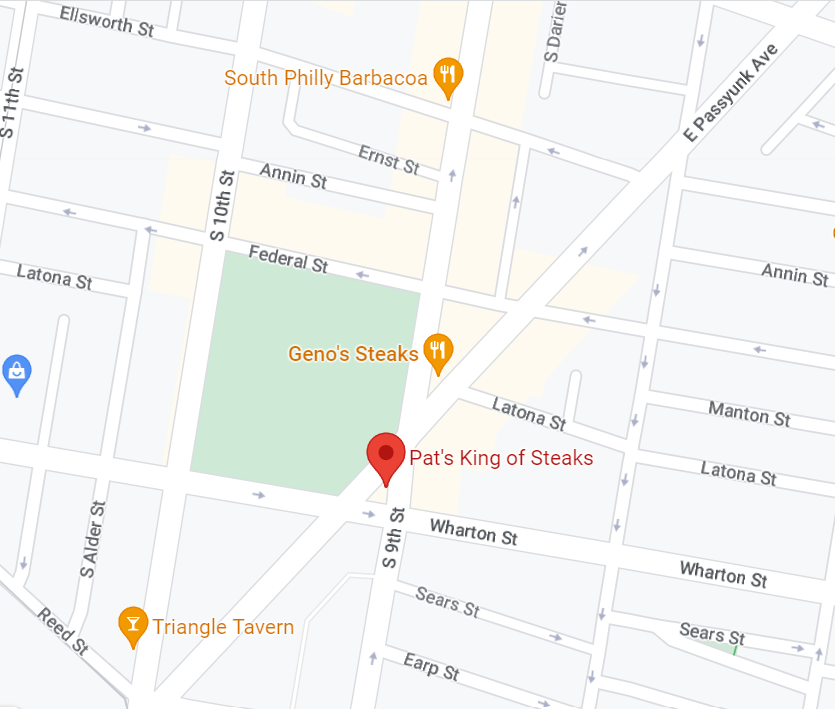 Ellsworth St
S Darien
S 11th St
South Philly Barbacoa
E Passyunk Ave
Ernst St
Annin St
S 10th St
Federal St
Latona St
Annin St
Geno's Steaks
Latona St
Manton St
Pat's King of Steaks
Latona St
S Alder St
S 9th St
Wharton St
Wharton St
Sears St
Reed St
Triangle Tavern
Sears St
Earp St